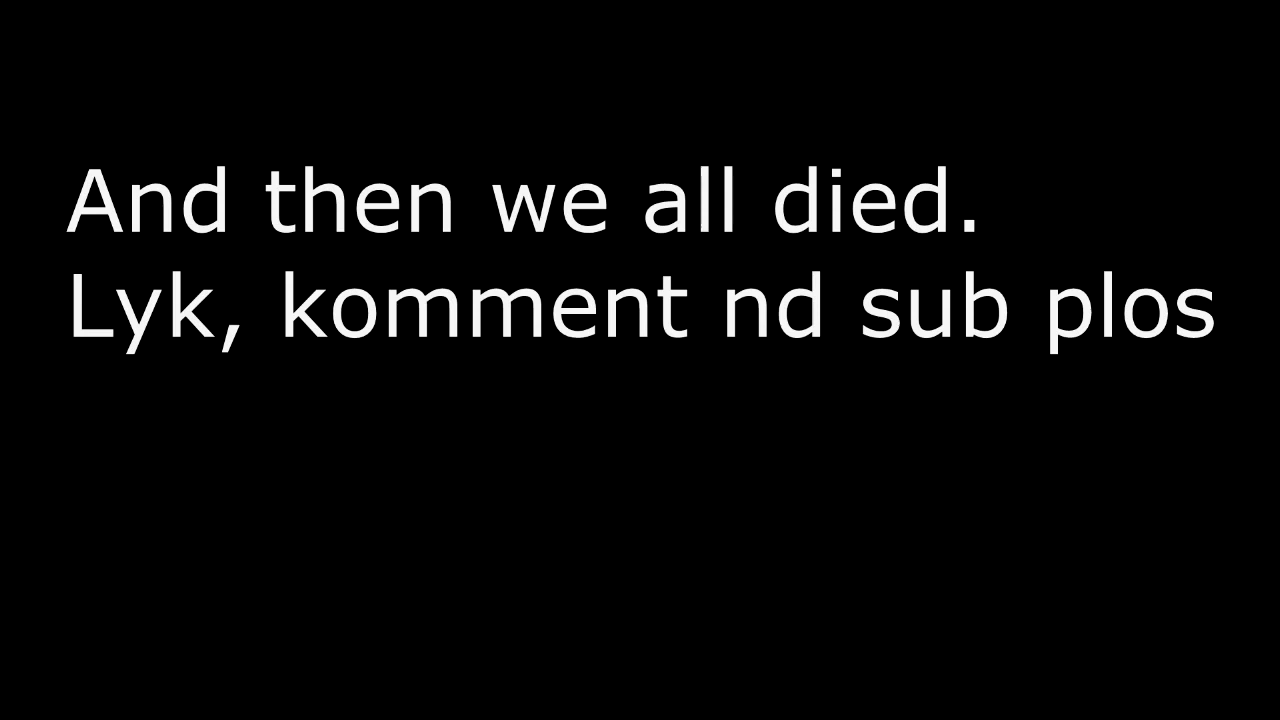 And then we all died.
Lyk, komment nd sub plos